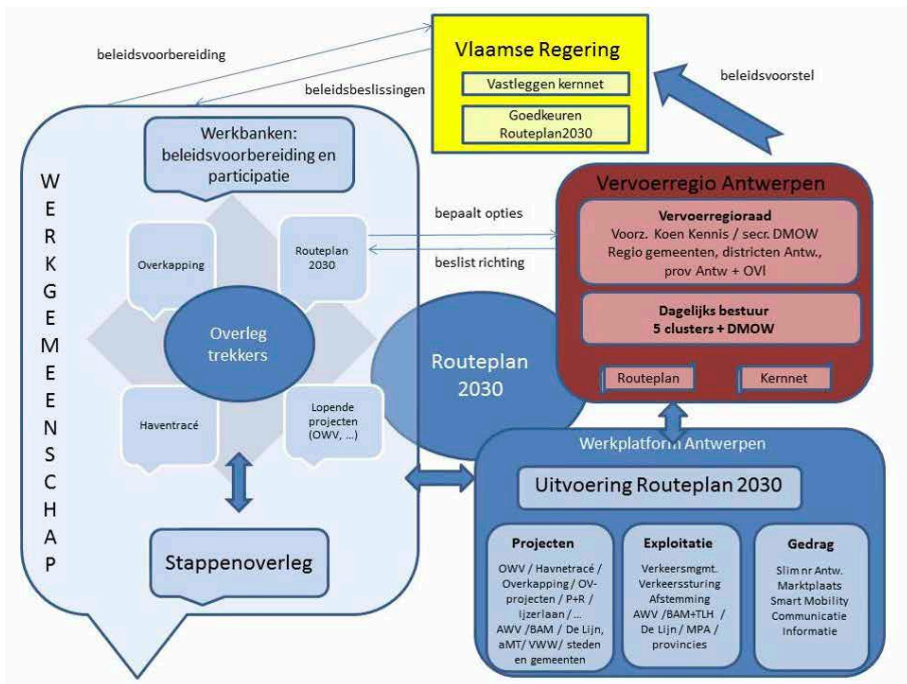 beleidsvoorbereiding
beleidsbeslissingen
Vlaamse Regering
Vastleggen kernnet
Goedkeuren
Routeplan2030
beleidsvoorstel
WERKGEMEENSCHAP
Werkbanken:
beleidsvoorbereiding en
participatie
Overkapping
Routeplan
2030
Overleg
trekkers
Haventracé
Lopende
projecten
(OWV, ...)
Stappenoverleg
bepaalt opties
beslist richting
Routeplan
2030
Vervoerregio Antwerpen
Vervoerregioraad
Voorz. Koen Kennis / secr. DMOW
Regio gemeenten, districten Antw.,
prov Antw + OVl
Dagelijks bestuur
5 clusters + DMOW
Routeplan
Kernnet
Werkplatform Antwerpen
Uitvoering Routeplan 2030
Projecten
OWV / Havnetracé /
Overkapping / OV-
projecten / P+R /
Ijzerlaan / ...
AWV /BAM / De Lijn,
aMT/ VWW/ steden
en gemeenten
Exploitatie
Verkeersmgmt.
Verkeerssturing
Afstemming
AWV /BAM+TLH /
De Lijn / MPA /
provincies
Gedrag
Slim nr Antw.
Marktplaats
Smart Mobility
Communicatie
Informatie